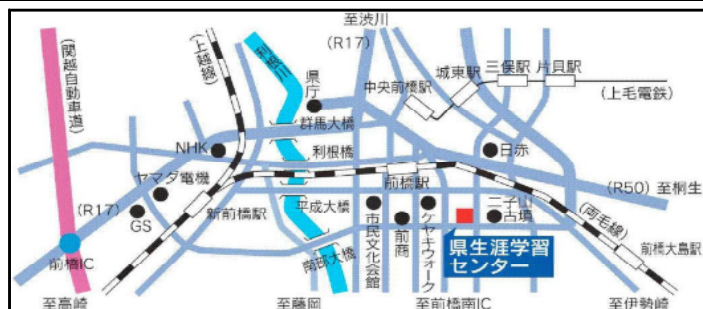 至渋川
(R17)
(関越自動車道)
(上越線)
利根川
県庁
中央前橋駅
城東駅
三俣駅
片貝駅
(上毛電鉄)
群馬大橋
NHK
利根橋
日赤
ヤマダ電機
前橋駅
(R50)至桐生
(R17)
GS
新前橋駅
平成大橋
市民文化会館
前商
ケヤキウォーク
二子山
古墳
(両毛線)
前橋IC
南部大橋
県生涯学習
センター
前橋大島駅
至高崎
至藤岡
至前橋南IC
至伊勢崎